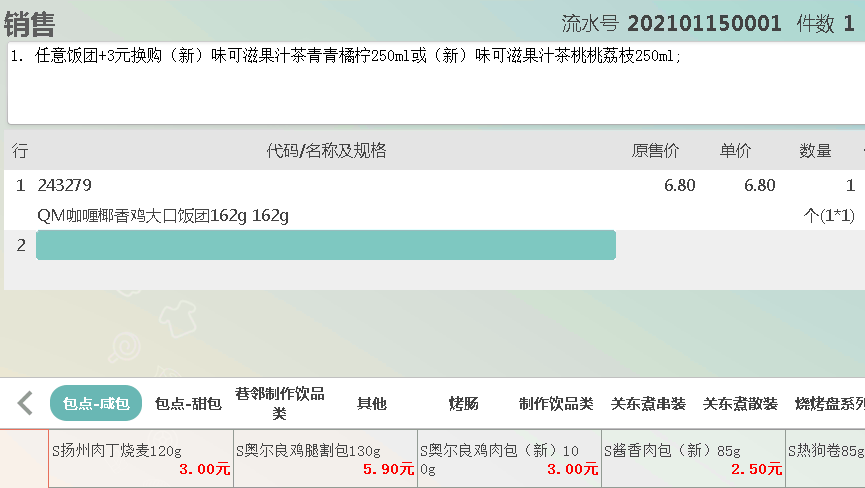 销售 流水号 202101150001 件数 1
1. 任意饭团+3元换购（新）味可滋果汁茶青青橘柠250ml或（新）味可滋果汁茶桃桃荔枝250ml;
行 代码/名称及规格 原售价 单价 数量
1 243279 6.80 6.80 1
QM咖喱椰香鸡大口饭团162g 162g 个(1*1)
2
包点-咸包 包点-甜包 巷邻制作饮品类 其他 烤肠 制作饮品类 关东煮串装 关东煮散装 烧烤盘系列
S扬州肉丁烧麦120g S奥尔良鸡腿割包130g S奥尔良鸡肉包（新）100g S酱香肉包（新）85g S热狗卷85g
3.00元 5.90元 3.00元 2.50元